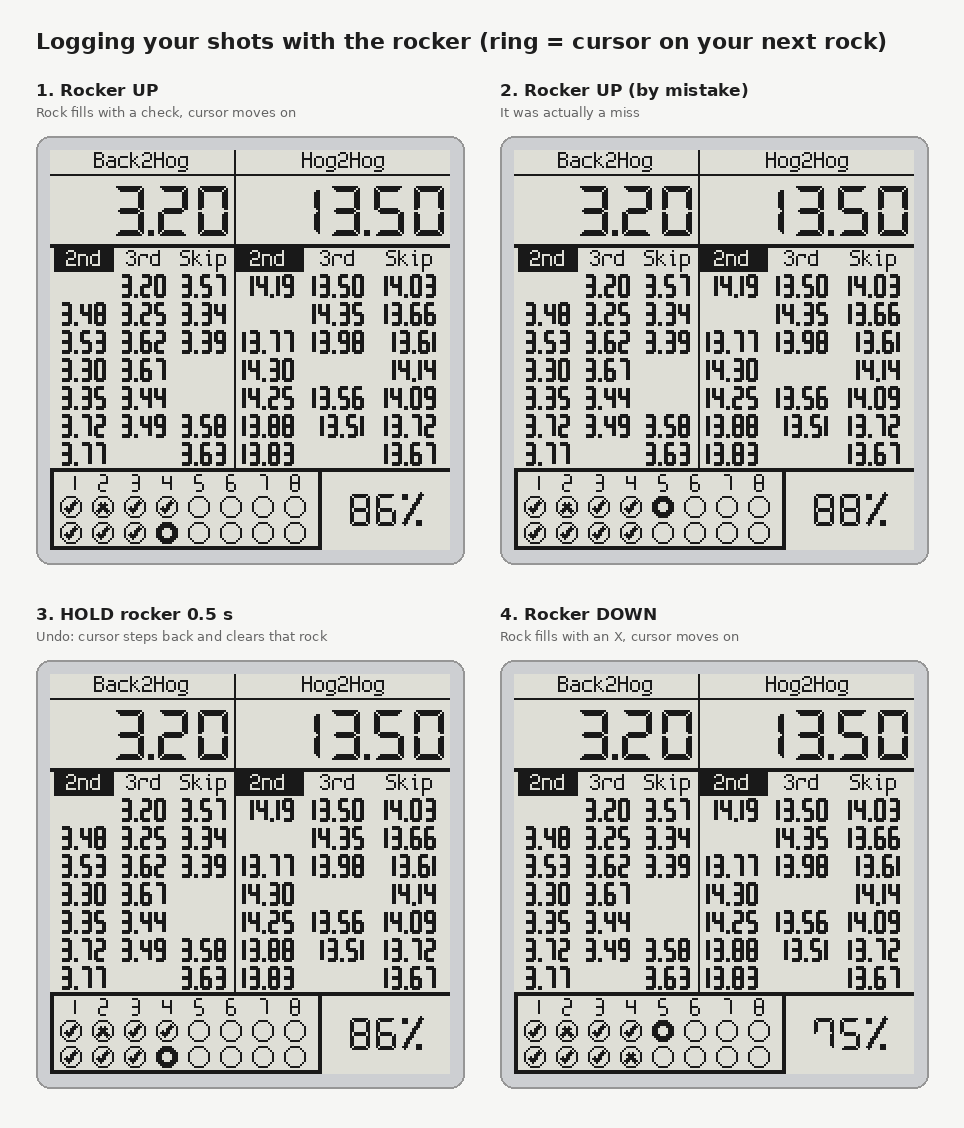 Logging your shots with the rocker (ring = cursor on your next rock)
1. Rocker UP
Rock fills with a check, cursor moves on
Back2Hog Hog2Hog
3.20 13.50
2nd 3rd Skip 2nd 3rd Skip
3.20 3.57 14.19 13.50 14.03
3.48 3.25 3.34 14.35 13.66
3.53 3.62 3.39 13.77 13.98 13.61
3.30 3.67 14.30 14.14
3.35 3.44 14.25 13.56 14.09
3.72 3.49 3.58 13.88 13.51 13.72
3.77 3.63 13.83 13.67
1 2 3 4 5 6 7 8
86%
2. Rocker UP (by mistake)
It was actually a miss
Back2Hog Hog2Hog
3.20 13.50
2nd 3rd Skip 2nd 3rd Skip
3.20 3.57 14.19 13.50 14.03
3.48 3.25 3.34 14.35 13.66
3.53 3.62 3.39 13.77 13.98 13.61
3.30 3.67 14.30 14.14
3.35 3.44 14.25 13.56 14.09
3.72 3.49 3.58 13.88 13.51 13.72
3.77 3.63 13.83 13.67
1 2 3 4 5 6 7 8
88%
3. HOLD rocker 0.5 s
Undo: cursor steps back and clears that rock
Back2Hog Hog2Hog
3.20 13.50
2nd 3rd Skip 2nd 3rd Skip
3.20 3.57 14.19 13.50 14.03
3.48 3.25 3.34 14.35 13.66
3.53 3.62 3.39 13.77 13.98 13.61
3.30 3.67 14.30 14.14
3.35 3.44 14.25 13.56 14.09
3.72 3.49 3.58 13.88 13.51 13.72
3.77 3.63 13.83 13.67
1 2 3 4 5 6 7 8
86%
4. Rocker DOWN
Rock fills with an X, cursor moves on
Back2Hog Hog2Hog
3.20 13.50
2nd 3rd Skip 2nd 3rd Skip
3.20 3.57 14.19 13.50 14.03
3.48 3.25 3.34 14.35 13.66
3.53 3.62 3.39 13.77 13.98 13.61
3.30 3.67 14.30 14.14
3.35 3.44 14.25 13.56 14.09
3.72 3.49 3.58 13.88 13.51 13.72
3.77 3.63 13.83 13.67
1 2 3 4 5 6 7 8
75%